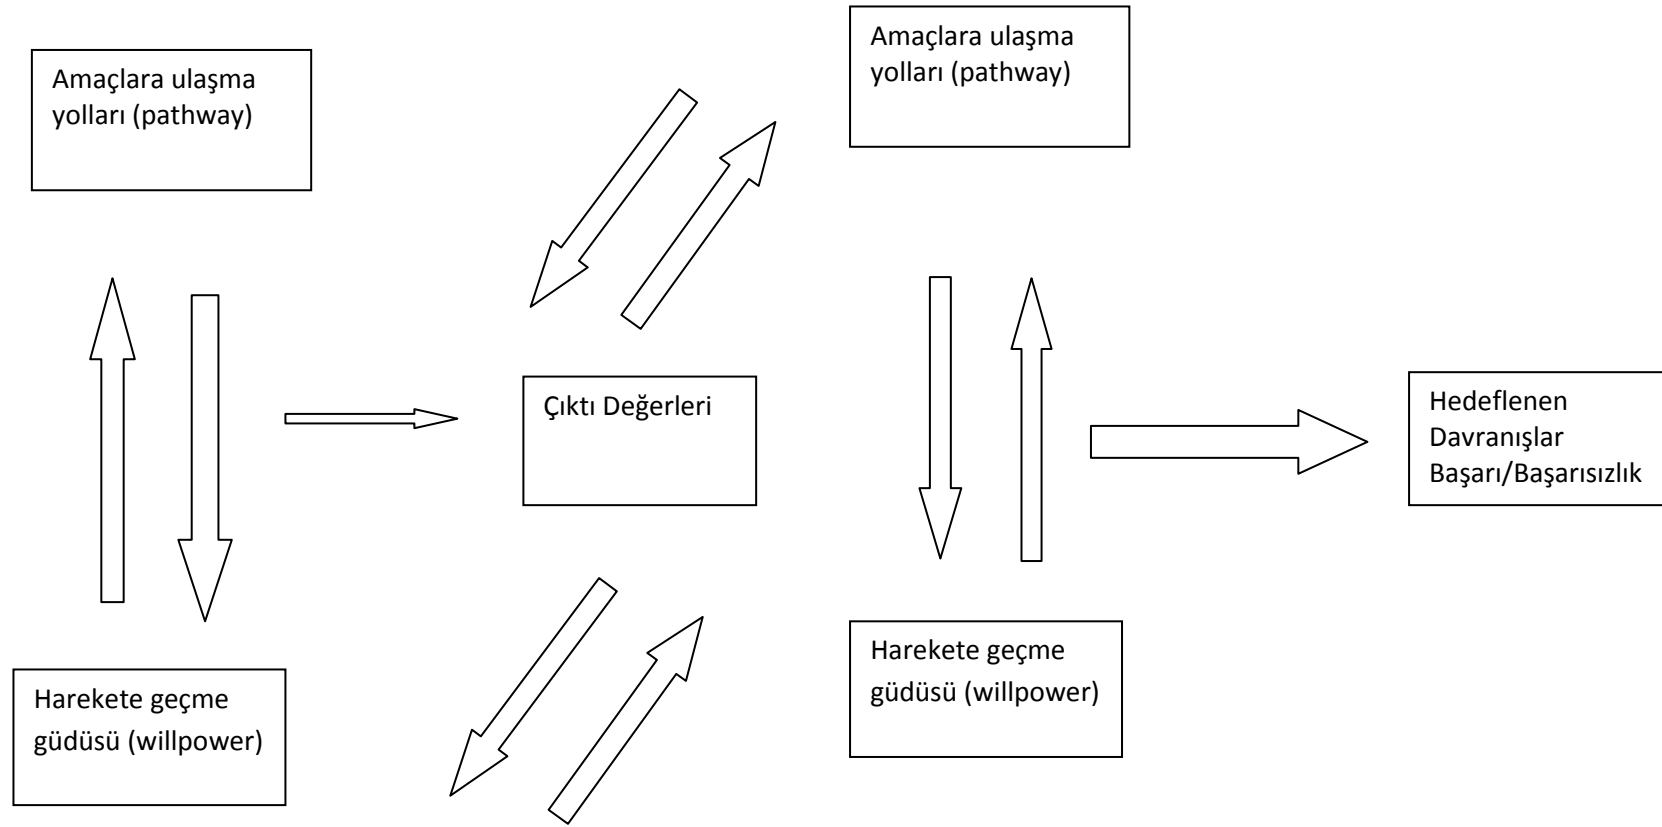 Amaçlara ulaşma
yolları (pathway)
Harekete geçme
güdüsü (willpower)
Çıktı Değerleri
Amaçlara ulaşma
yolları (pathway)
Harekete geçme
güdüsü (willpower)
Hedeflenen
Davranışlar
Başarı/Başarısızlık